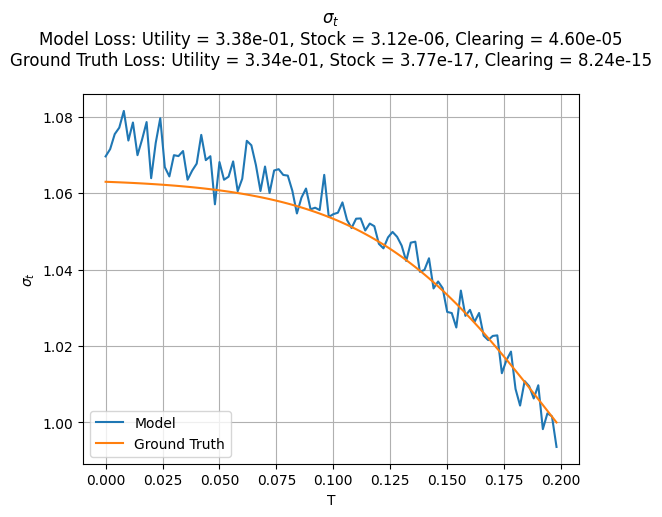 σt
Model Loss: Utility = 3.38e-01, Stock = 3.12e-06, Clearing = 4.60e-05
Ground Truth Loss: Utility = 3.34e-01, Stock = 3.77e-17, Clearing = 8.24e-15
1.08
1.06
1.04
1.02
1.00
σt
Model
Ground Truth
0.000 0.025 0.050 0.075 0.100 0.125 0.150 0.175 0.200
T